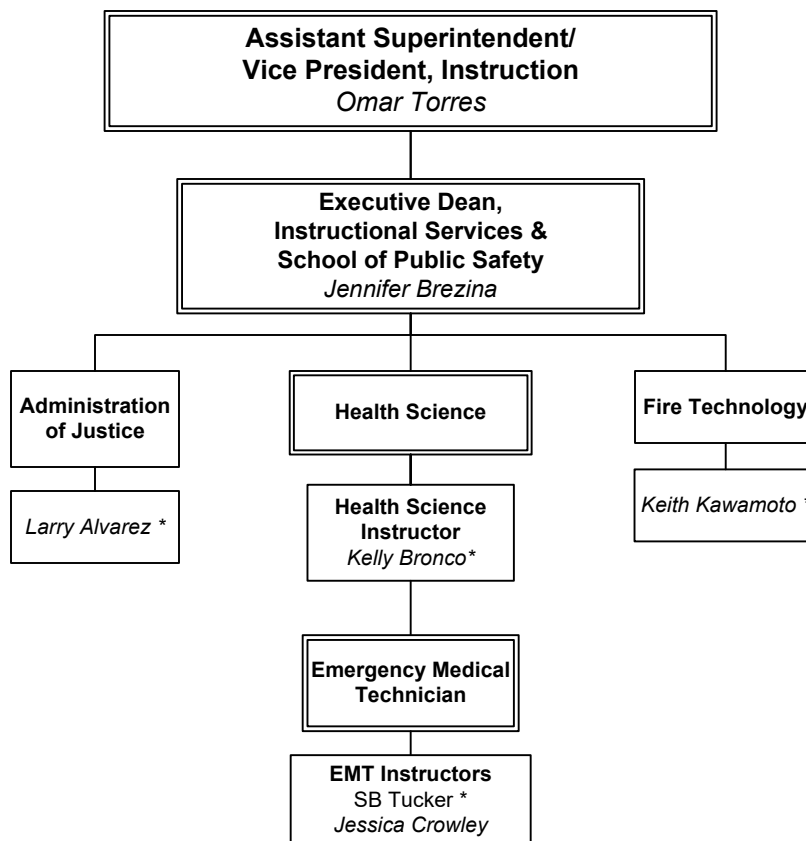 Assistant Superintendent/
Vice President, Instruction
Omar Torres
Executive Dean,
Instructional Services &
School of Public Safety
Jennifer Brezina
Administration
of Justice
Larry Alvarez *
Health Science
Health Science
Instructor
Kelly Bronco*
Emergency Medical
Technician
EMT Instructors
SB Tucker *
Jessica Crowley
Fire Technology
Keith Kawamoto *